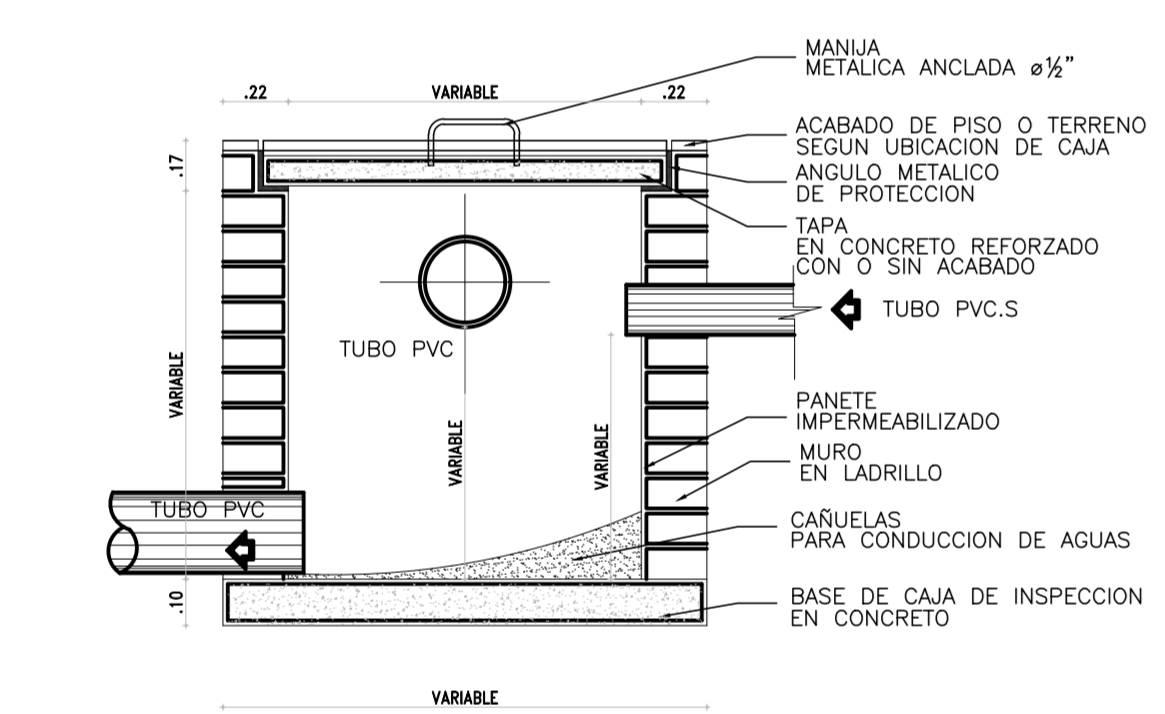 MANIJA
METALICA ANCLADA ø½"
.22
VARIABLE
.22
ACABADO DE PISO O TERRENO
SEGUN UBICACION DE CAJA
.17
ANGULO METALICO
DE PROTECCION
TAPA
EN CONCRETO REFORZADO
CON O SIN ACABADO
TUBO PVC.S
TUBO PVC
VARIABLE
VARIABLE
VARIABLE
PANETE
IMPERMEABILIZADO
MURO
EN LADRILLO
TUBO PVC
CAÑUELAS
PARA CONDUCCION DE AGUAS
.10
BASE DE CAJA DE INSPECCION
EN CONCRETO
VARIABLE